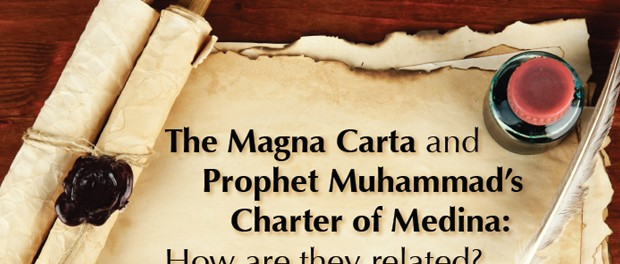 The Magna Carta and
Prophet Muhammad’s
Charter of Medina:
How are they related?